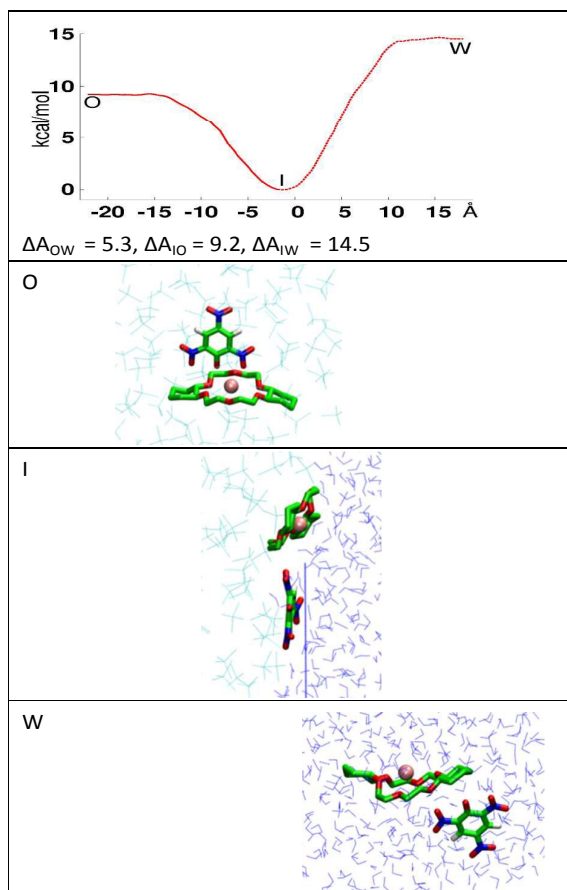 15
10
5
0
kcal/mol
O
I
W
-20 -15 -10 -5 0 5 10 15 Å
ΔA_OW = 5.3, ΔA_IO = 9.2, ΔA_IW = 14.5
O
I
W